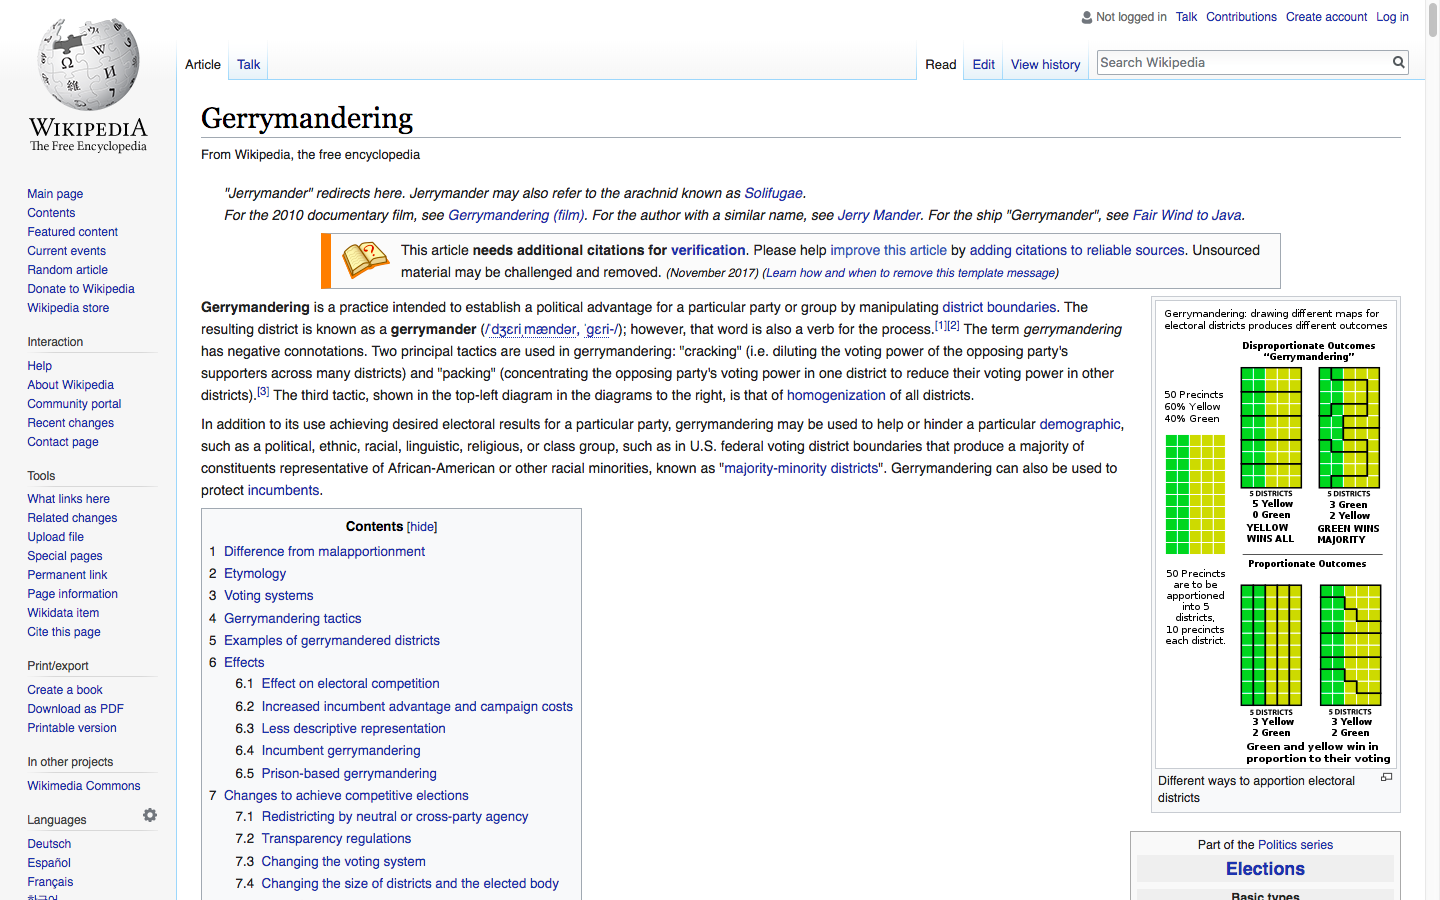 Not logged in Talk Contributions Create account Log in
Article Talk Read Edit View history Search Wikipedia
WIKIPEDIA
The Free Encyclopedia
Main page
Contents
Featured content
Current events
Random article
Donate to Wikipedia
Wikipedia store
Interaction
Help
About Wikipedia
Community portal
Recent changes
Contact page
Tools
What links here
Related changes
Upload file
Special pages
Permanent link
Page information
Wikidata item
Cite this page
Print/export
Create a book
Download as PDF
Printable version
In other projects
Wikimedia Commons
Languages
Deutsch
Español
Français
Gerrymandering
From Wikipedia, the free encyclopedia
"Jerrymander" redirects here. Jerrymander may also refer to the arachnid known as Solifugae.
For the 2010 documentary film, see Gerrymandering (film). For the author with a similar name, see Jerry Mander. For the ship "Gerrymander", see Fair Wind to Java.
This article needs additional citations for verification. Please help improve this article by adding citations to reliable sources. Unsourced
material may be challenged and removed. (November 2017) (Learn how and when to remove this template message)
Gerrymandering is a practice intended to establish a political advantage for a particular party or group by manipulating district boundaries. The
resulting district is known as a gerrymander (/ˈdʒɛriˌmændər, ˈɡɛri-/); however, that word is also a verb for the process.[1][2] The term gerrymandering
has negative connotations. Two principal tactics are used in gerrymandering: "cracking" (i.e. diluting the voting power of the opposing party's
supporters across many districts) and "packing" (concentrating the opposing party's voting power in one district to reduce their voting power in other
districts).[3] The third tactic, shown in the top-left diagram in the diagrams to the right, is that of homogenization of all districts.
In addition to its use achieving desired electoral results for a particular party, gerrymandering may be used to help or hinder a particular demographic,
such as a political, ethnic, racial, linguistic, religious, or class group, such as in U.S. federal voting district boundaries that produce a majority of
constituents representative of African-American or other racial minorities, known as "majority-minority districts". Gerrymandering can also be used to
protect incumbents.
Contents [hide]
1 Difference from malapportionment
2 Etymology
3 Voting systems
4 Gerrymandering tactics
5 Examples of gerrymandered districts
6 Effects
6.1 Effect on electoral competition
6.2 Increased incumbent advantage and campaign costs
6.3 Less descriptive representation
6.4 Incumbent gerrymandering
6.5 Prison-based gerrymandering
7 Changes to achieve competitive elections
7.1 Redistricting by neutral or cross-party agency
7.2 Transparency regulations
7.3 Changing the voting system
7.4 Changing the size of districts and the elected body
Gerrymandering: drawing different maps for
electoral districts produces different outcomes
Disproportionate Outcomes
"Gerrymandering"
50 Precincts
60% Yellow
40% Green
5 DISTRICTS
5 Yellow
0 Green
YELLOW
WINS ALL
5 DISTRICTS
3 Green
2 Yellow
GREEN WINS
MAJORITY
Proportionate Outcomes
50 Precincts
are to be
apportioned
into 5
districts,
10 precincts
each district.
5 DISTRICTS
3 Yellow
2 Green
5 DISTRICTS
3 Yellow
2 Green
Green and yellow win in
proportion to their voting
Different ways to apportion electoral
districts
Part of the Politics series
Elections
Basic types